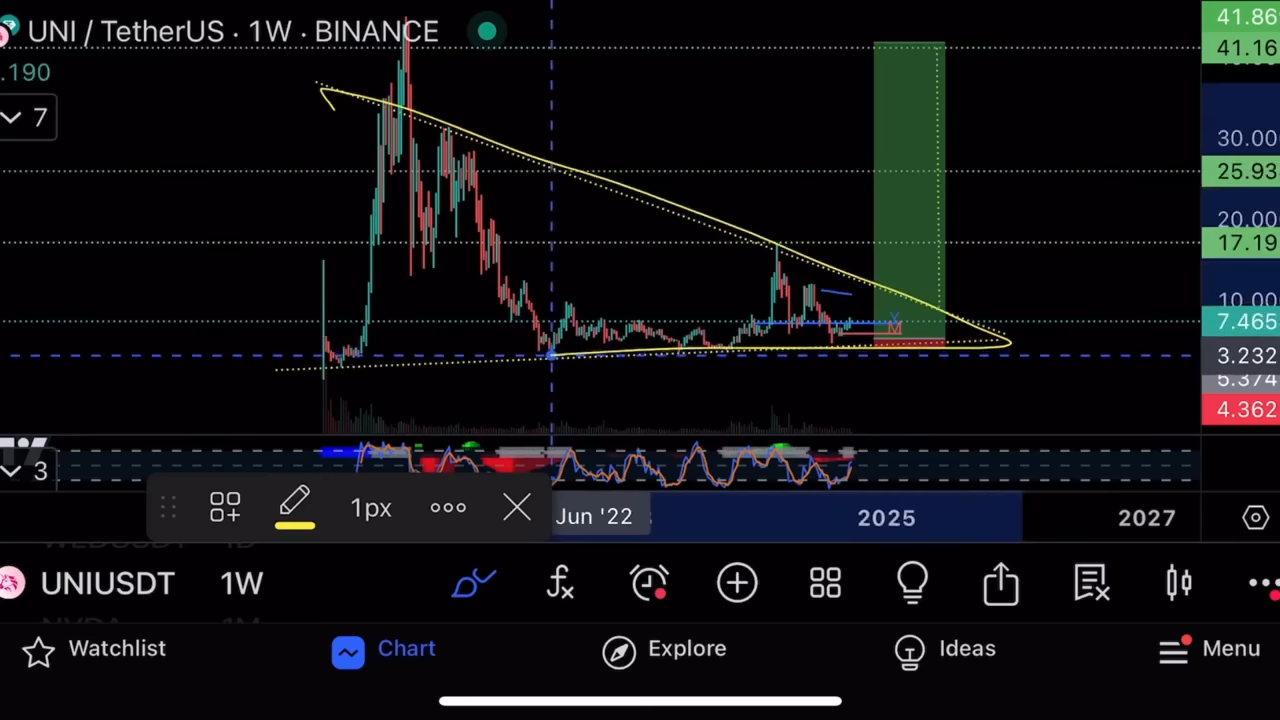 UNI / TetherUS · 1W · BINANCE
.190
7
41.86
41.16
30.00
25.93
20.00
17.19
10.00
7.465
3.232
5.374
4.362
M
3
1px
Jun '22
2025
2027
UNIUSDT 1W
Watchlist
Chart
Explore
Ideas
Menu